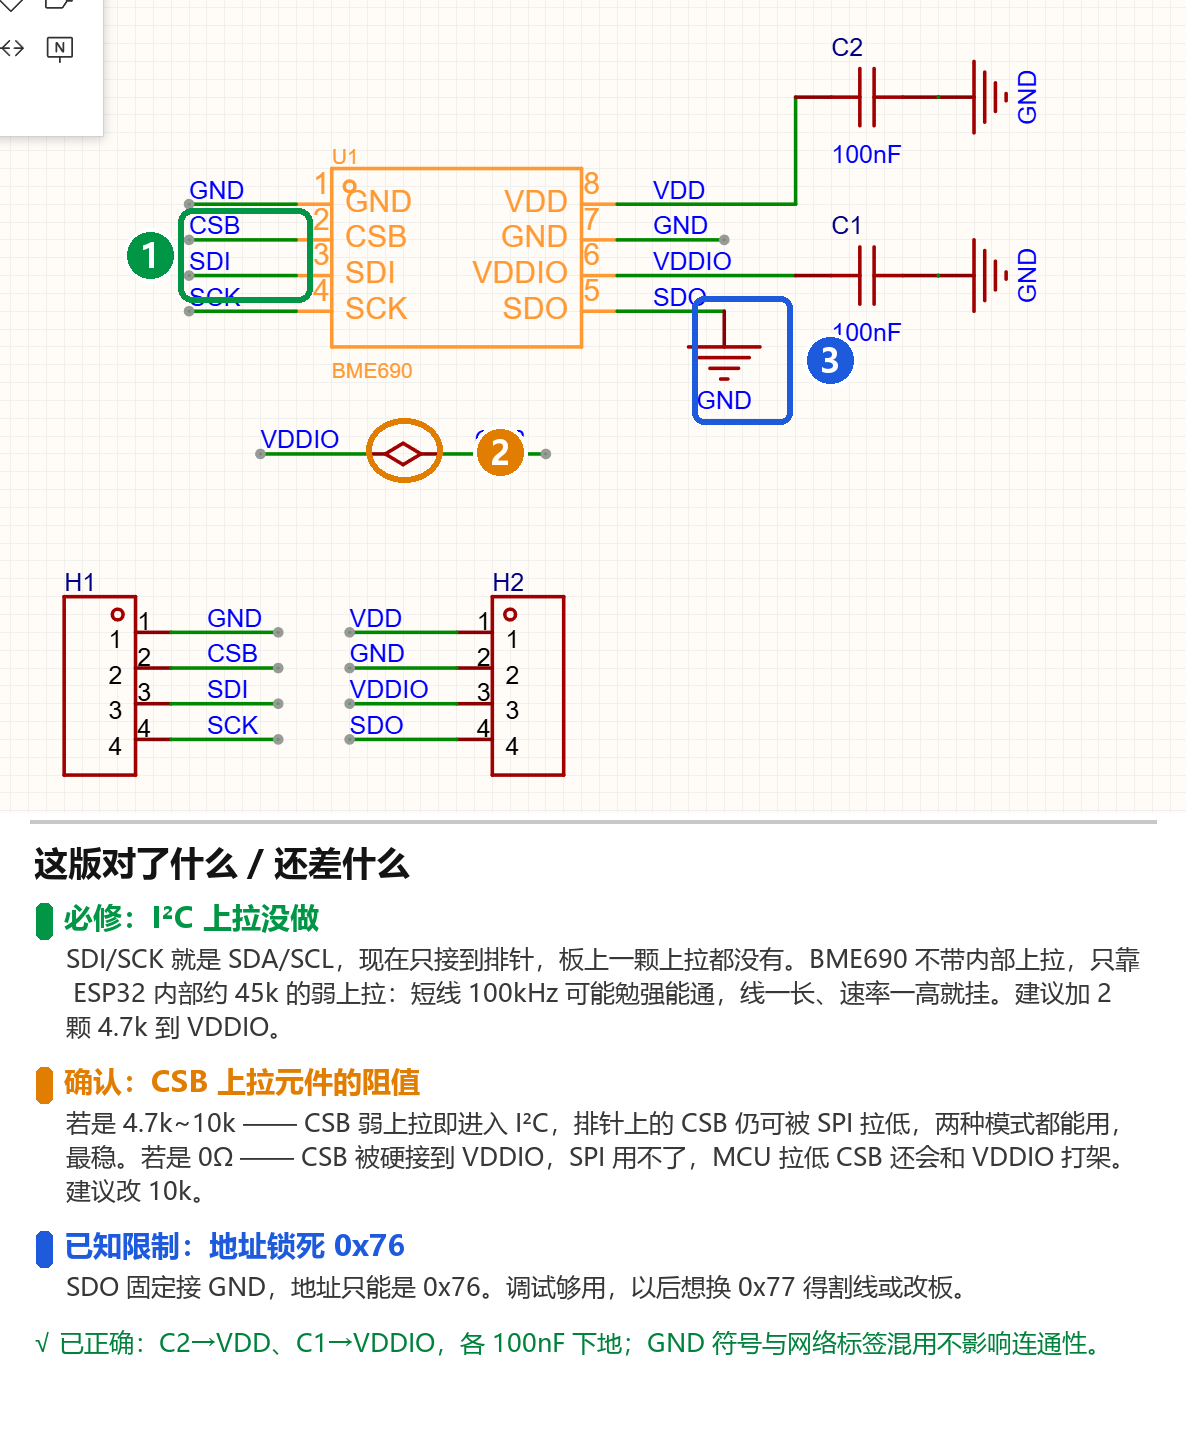 N
C2
GND
100nF
U1
GND
1
GND
VDD
8
VDD
CSB
2
CSB
GND
7
GND
C1
1
SDI
3
SDI
VDDIO
6
VDDIO
GND
SCK
4
SCK
SDO
5
SDO
100nF
BME690
3
GND
VDDIO
2
H1
H2
1
1
GND
VDD
1
1
2
2
CSB
GND
2
2
3
3
SDI
VDDIO
3
3
4
4
SCK
SDO
4
4
这版对了什么 / 还差什么
必修：I²C 上拉没做
SDI/SCK 就是 SDA/SCL，现在只接到排针，板上一颗上拉都没有。BME690 不带内部上拉，只靠
ESP32 内部约 45k 的弱上拉：短线 100kHz 可能勉强能通，线一长、速率一高就挂。建议加 2
颗 4.7k 到 VDDIO。
确认：CSB 上拉元件的阻值
若是 4.7k~10k —— CSB 弱上拉即进入 I²C，排针上的 CSB 仍可被 SPI 拉低，两种模式都能用，
最稳。若是 0Ω —— CSB 被硬接到 VDDIO，SPI 用不了，MCU 拉低 CSB 还会和 VDDIO 打架。
建议改 10k。
已知限制：地址锁死 0x76
SDO 固定接 GND，地址只能是 0x76。调试够用，以后想换 0x77 得割线或改板。
√ 已正确：C2→VDD、C1→VDDIO，各 100nF 下地；GND 符号与网络标签混用不影响连通性。